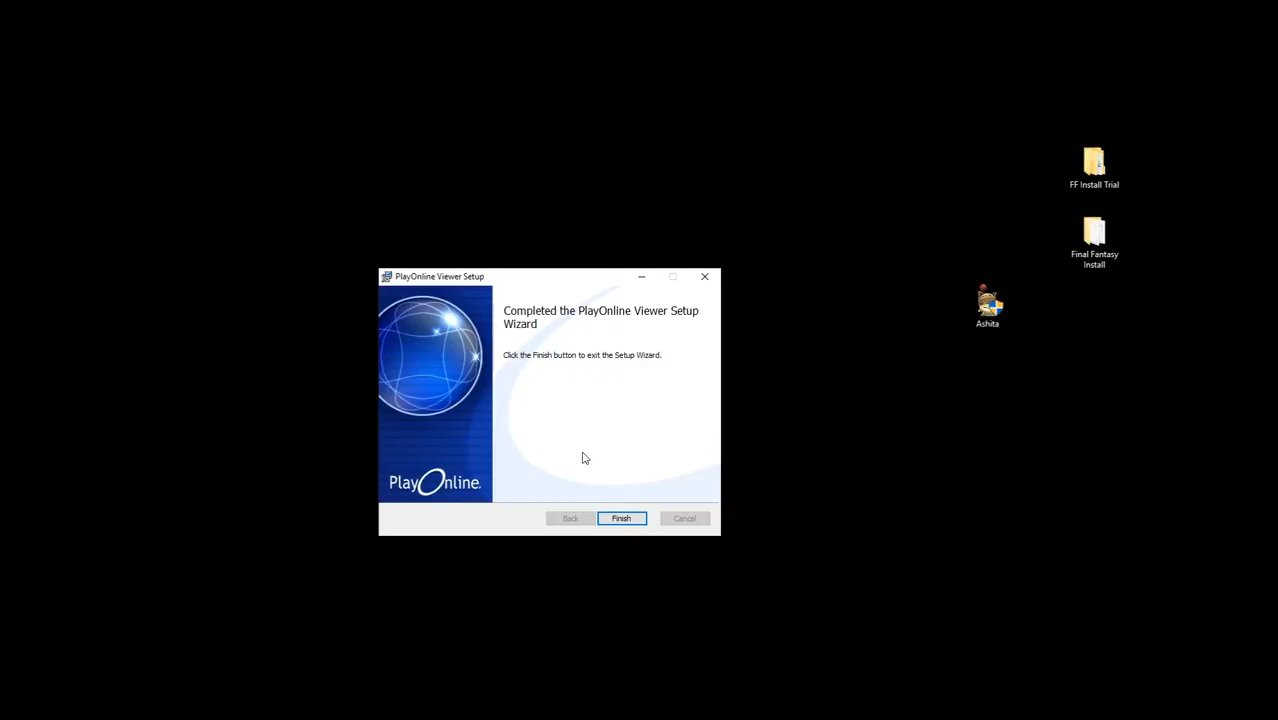 FF Install Trial
Final Fantasy
Install
PlayOnline Viewer Setup
Completed the PlayOnline Viewer Setup
Wizard
Click the Finish button to exit the Setup Wizard.
PlayOnline.
Back
Finish
Cancel
Ashita